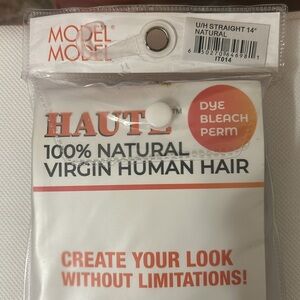 MODEL
MODEL
U/H STRAIGHT 14"
NATURAL
IT014
HAUTE
DYE
BLEACH
PERM
100% NATURAL
VIRGIN HUMAN HAIR
CREATE YOUR LOOK
WITHOUT LIMITATIONS!